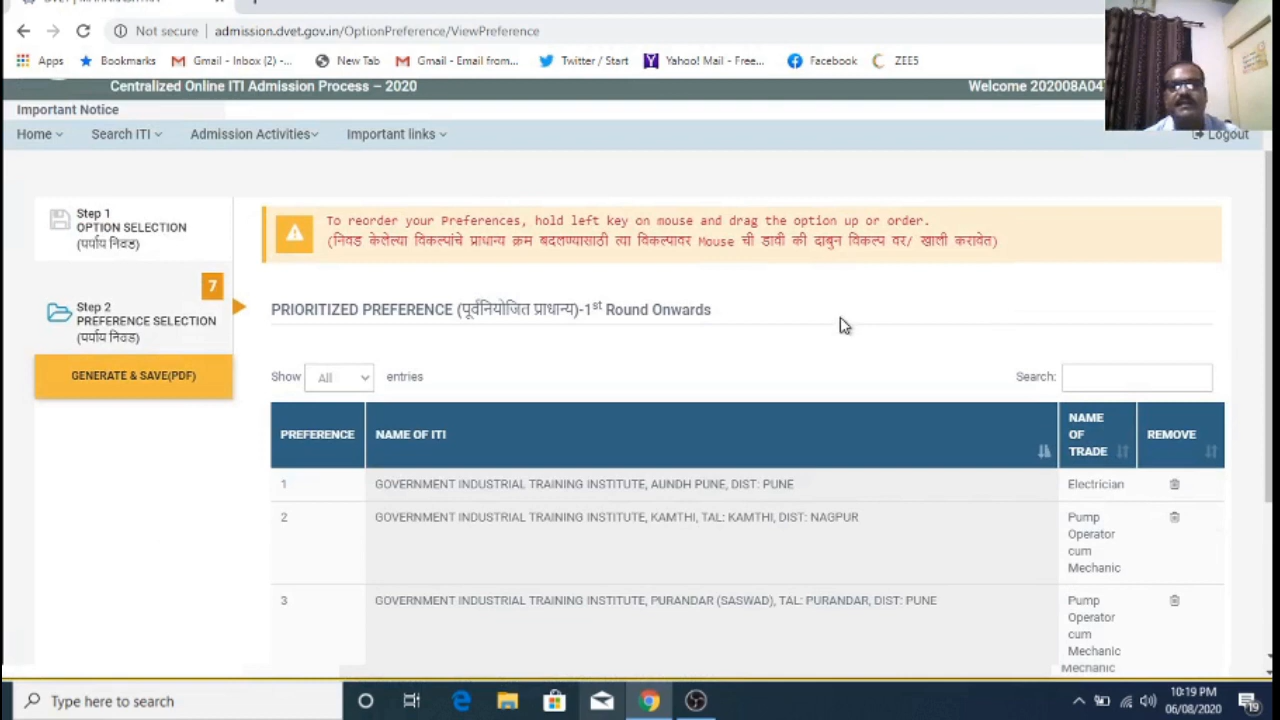 Not secure admission.dvet.gov.in/OptionPreference/ViewPreference
Apps Bookmarks Gmail - Inbox (2) -... New Tab Gmail - Email from... Twitter / Start Yahoo! Mail - Free... Facebook ZEE5
Centralized Online ITI Admission Process – 2020 Welcome 202008A04
Important Notice
Home Search ITI Admission Activities Important links Logout
Step 1
OPTION SELECTION
(पर्याय निवड)
7
Step 2
PREFERENCE SELECTION
(पर्याय निवड)
GENERATE & SAVE(PDF)
To reorder your Preferences, hold left key on mouse and drag the option up or order.
(निवड केलेल्या विकल्पांचे प्राधान्य क्रम बदलण्यासाठी त्या विकल्पावर Mouse ची डावी की दाबुन विकल्प वर/ खाली करावेत)
PRIORITIZED PREFERENCE (पूर्वनियोजित प्राधान्य)-1st Round Onwards
Show All entries Search:
PREFERENCE NAME OF ITI NAME OF TRADE REMOVE
1 GOVERNMENT INDUSTRIAL TRAINING INSTITUTE, AUNDH PUNE, DIST: PUNE Electrician
2 GOVERNMENT INDUSTRIAL TRAINING INSTITUTE, KAMTHI, TAL: KAMTHI, DIST: NAGPUR Pump
Operator
cum
Mechanic
3 GOVERNMENT INDUSTRIAL TRAINING INSTITUTE, PURANDAR (SASWAD), TAL: PURANDAR, DIST: PUNE Pump
Operator
cum
Mechanic
Mechanic
Type here to search
10:19 PM
06/08/2020
19